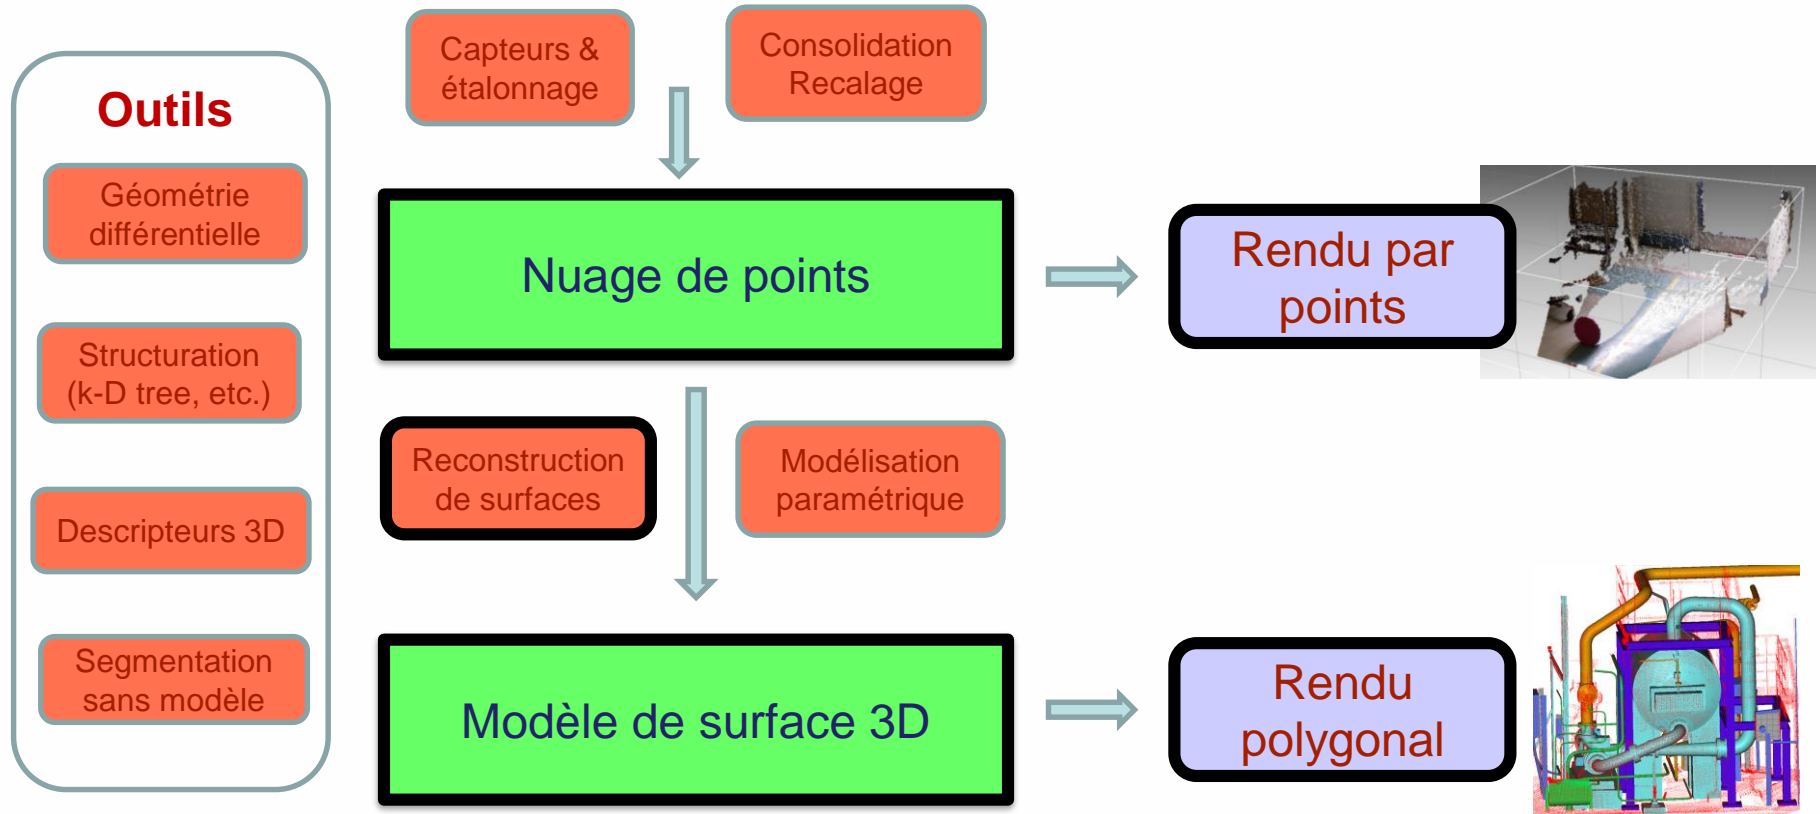 Outils
Géométrie
différentielle
Structuration
(k-D tree, etc.)
Descripteurs 3D
Segmentation
sans modèle
Capteurs &
étalonnage
Consolidation
Recalage
Nuage de points
Rendu par
points
Reconstruction
de surfaces
Modélisation
paramétrique
Modèle de surface 3D
Rendu
polygonal